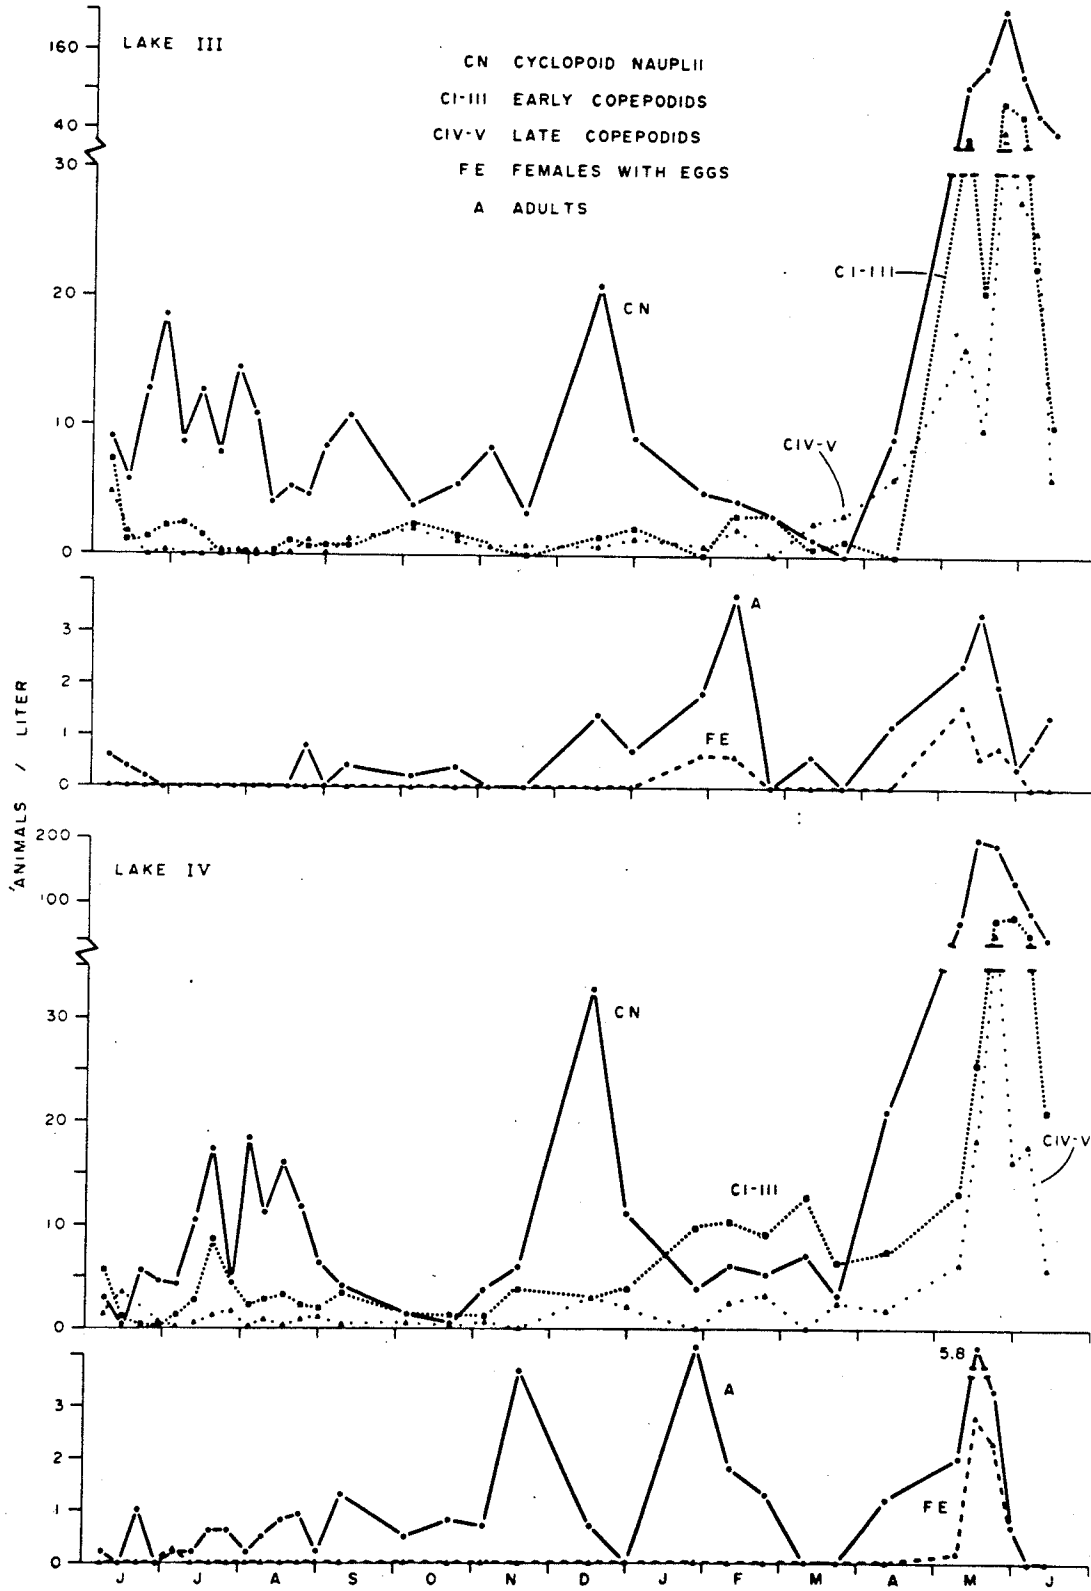 LAKE III
160
40
30
20
10
0
CN CYCLOPOID NAUPLII
CI-III EARLY COPEPODIDS
CIV-V LATE COPEPODIDS
FE FEMALES WITH EGGS
A ADULTS
CN
CI-III
CIV-V
3
2
1
0
A
FE
ANIMALS / LITER
LAKE IV
200
100
30
20
10
0
CN
CI-III
CIV-V
3
2
1
0
A
5.8
FE
J J A S O N D J F M A M J